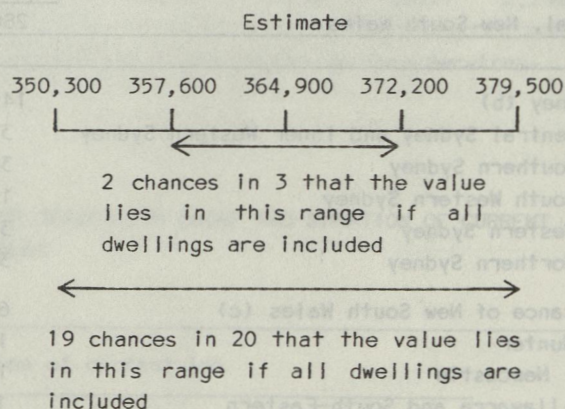 Estimate
350,300 357,600 364,900 372,200 379,500
2 chances in 3 that the value
lies in this range if all
dwellings are included
19 chances in 20 that the value lies
in this range if all dwellings are
included